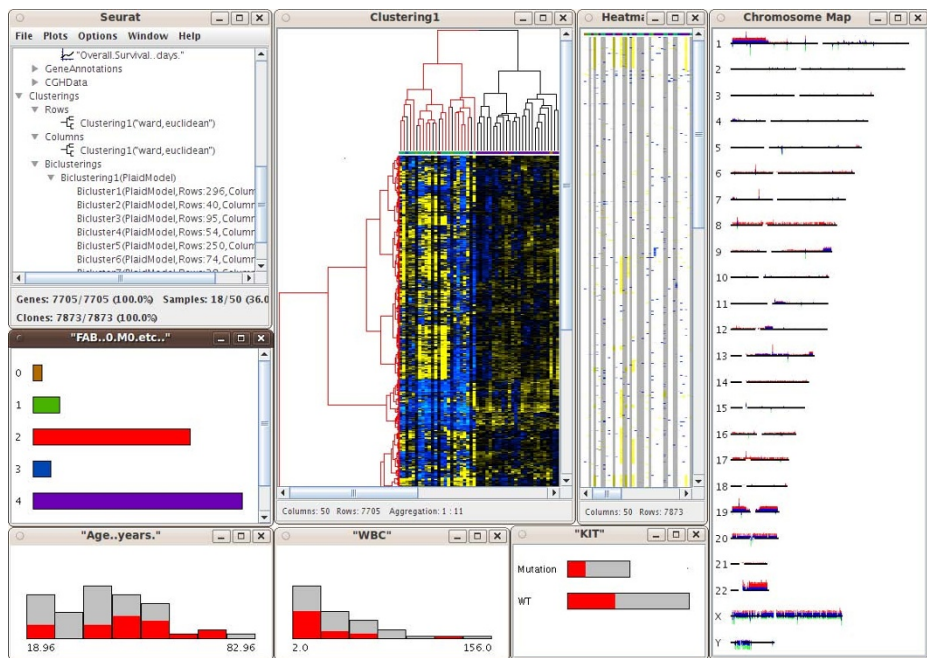 Seurat
File Plots Options Window Help
"Overall.Survival..days."
GeneAnnotations
CGHData
Clusterings
Rows
Clustering1("ward,euclidean")
Columns
Clustering1("ward,euclidean")
Biclusterings
Biclustering1(PlaidModel)
Bicluster1(PlaidModel,Rows:296,Colum
Bicluster2(PlaidModel,Rows:40,Column
Bicluster3(PlaidModel,Rows:95,Column
Bicluster4(PlaidModel,Rows:54,Column
Bicluster5(PlaidModel,Rows:250,Colum
Bicluster6(PlaidModel,Rows:74,Column
Genes: 7705/7705 (100.0%) Samples: 18/50 (36.0
Clones: 7873/7873 (100.0%)
"FAB..0.M0.etc.."
0
1
2
3
4
Clustering1
Columns: 50 Rows: 7705 Aggregation: 1 : 11
Heatma
Columns: 50 Rows: 7873
Chromosome Map
1
2
3
4
5
6
7
8
9
10
11
12
13
14
15
16
17
18
19
20
21
22
X
Y
"Age..years."
18.96 82.96
"WBC"
2.0 156.0
"KIT"
Mutation
WT